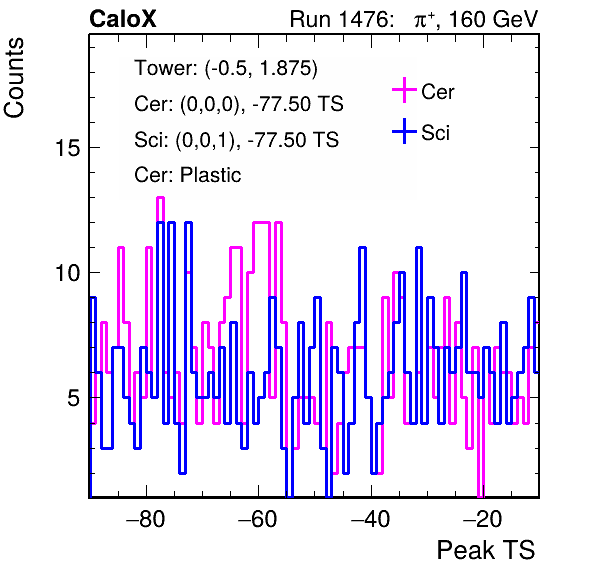 CaloX Run 1476: π⁺, 160 GeV
Counts
Tower: (-0.5, 1.875)
Cer: (0,0,0), -77.50 TS
Sci: (0,0,1), -77.50 TS
Cer: Plastic
Cer
Sci
15
10
5
−80 −60 −40 −20
Peak TS